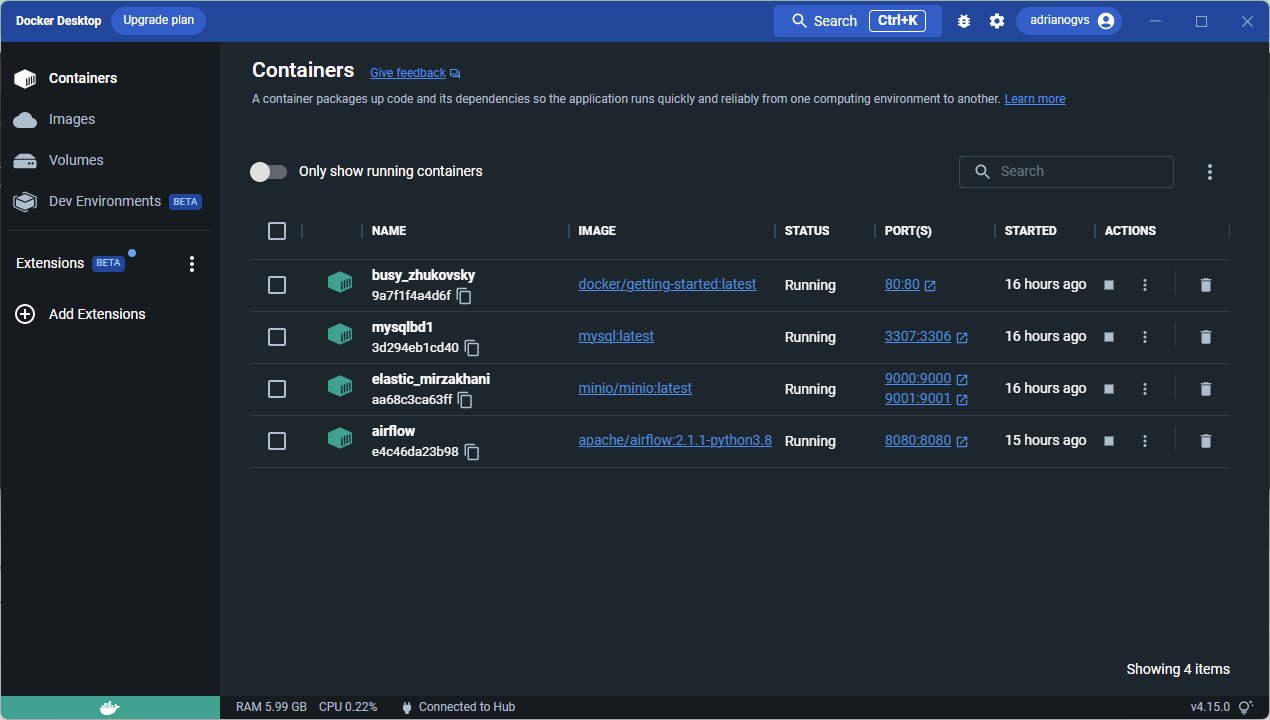 Docker Desktop Upgrade plan Search Ctrl+K adrianogvs
Containers
Images
Volumes
Dev Environments BETA
Extensions BETA
Add Extensions
Containers Give feedback
A container packages up code and its dependencies so the application runs quickly and reliably from one computing environment to another. Learn more
Only show running containers Search
NAME IMAGE STATUS PORT(S) STARTED ACTIONS
busy_zhukovsky
9a7f1f4a4d6f docker/getting-started:latest Running 80:80 16 hours ago
mysqlbd1
3d294eb1cd40 mysql:latest Running 3307:3306 16 hours ago
elastic_mirzakhani 9000:9000
aa68c3ca63ff minio/minio:latest Running 9001:9001 16 hours ago
airflow
e4c46da23b98 apache/airflow:2.1.1-python3.8 Running 8080:8080 15 hours ago
Showing 4 items
RAM 5.99 GB CPU 0.22% Connected to Hub v4.15.0